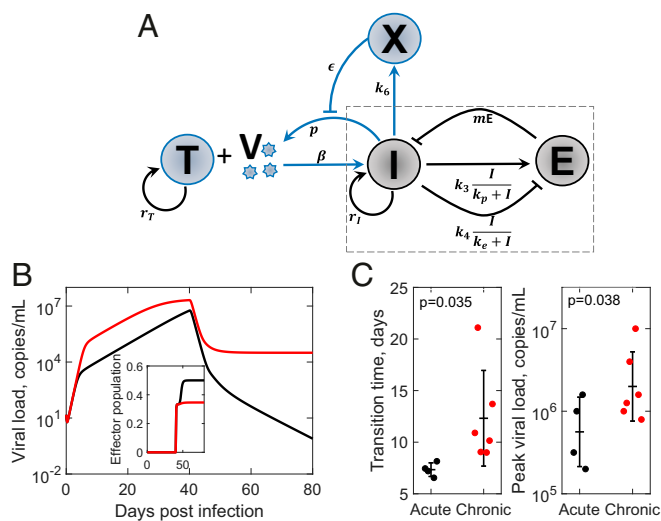 A
X
ϵ
k₆
mE
p
T + V
β
I
E
k₃ I/(kₚ + I)
r_T
r_I
k₄ I/(kₑ + I)
B
Viral load, copies/mL
10⁷
10⁴
10¹
10⁻²
0 20 40 60 80
Days post infection
Effector population
0.6
0.4
0.2
0
0 50
C
p=0.035
Transition time, days
25
20
15
10
5
Acute Chronic
p=0.038
Peak viral load, copies/mL
10⁷
10⁶
10⁵
Acute Chronic